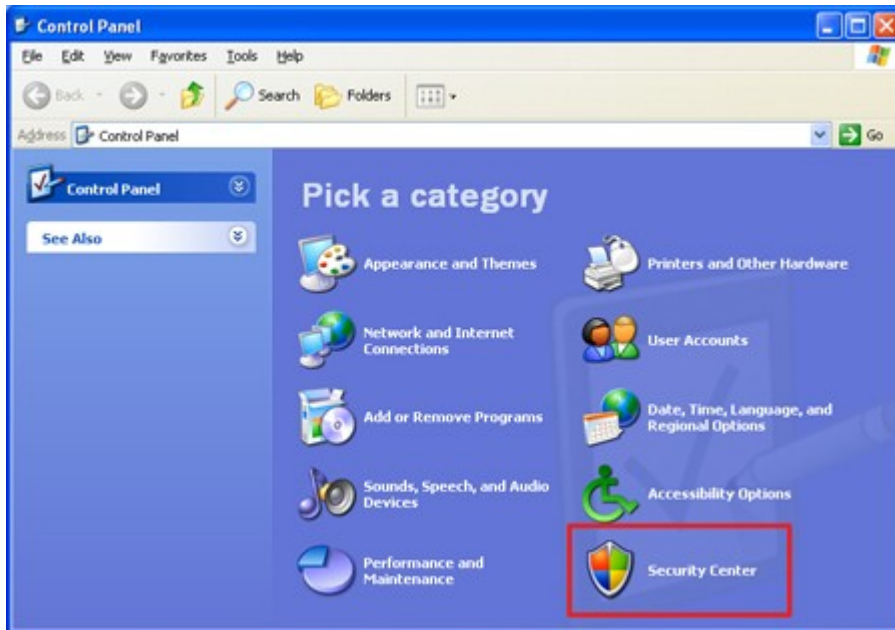 Control Panel
File Edit View Favorites Tools Help
Back Search Folders
Address Control Panel Go
Control Panel
See Also
Pick a category
Appearance and Themes
Printers and Other Hardware
Network and Internet
Connections
User Accounts
Add or Remove Programs
Date, Time, Language, and
Regional Options
Sounds, Speech, and Audio
Devices
Accessibility Options
Performance and
Maintenance
Security Center